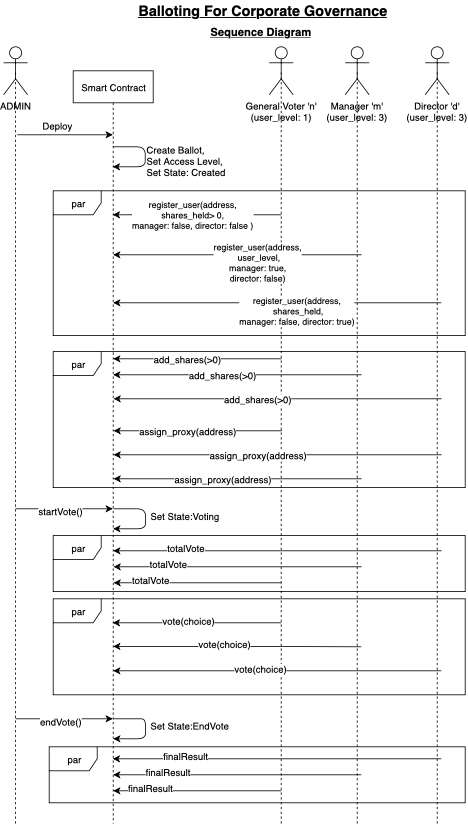 Balloting For Corporate Governance
Sequence Diagram
ADMIN
Smart Contract
General Voter 'n'
(user_level: 1)
Manager 'm'
(user_level: 3)
Director 'd'
(user_level: 3)
Deploy
Create Ballot,
Set Access Level,
Set State: Created
par
register_user(address,
shares_held> 0,
manager: false, director: false )
register_user(address,
user_level,
manager: true,
director: false)
register_user(address,
shares_held,
manager: false, director: true)
par
add_shares(>0)
add_shares(>0)
add_shares(>0)
assign_proxy(address)
assign_proxy(address)
assign_proxy(address)
startVote()
Set State:Voting
par
totalVote
totalVote
totalVote
par
vote(choice)
vote(choice)
vote(choice)
endVote()
Set State:EndVote
par
finalResult
finalResult
finalResult